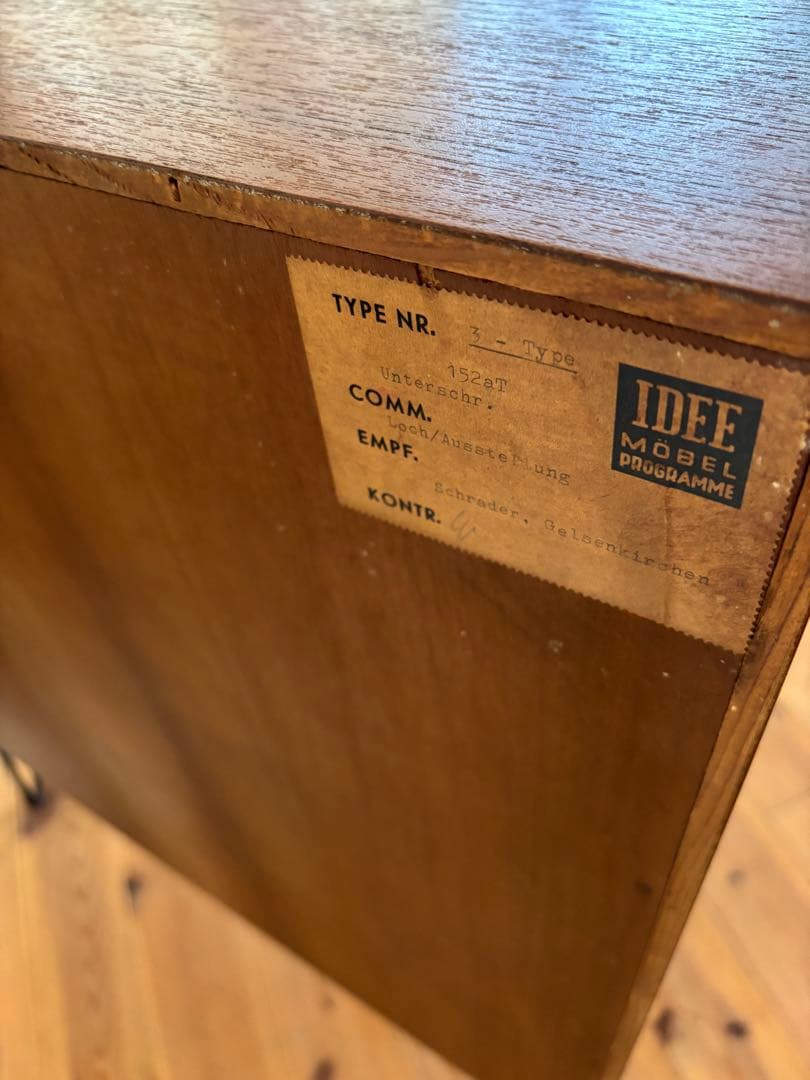 TYPE NR. 3 - Type
152aT
Unterschr.
COMM.
Loch/Ausstellung
EMPF.
Schrader, Gelsenkirchen
KONTR.
IDEE
MÖBEL
PROGRAMME